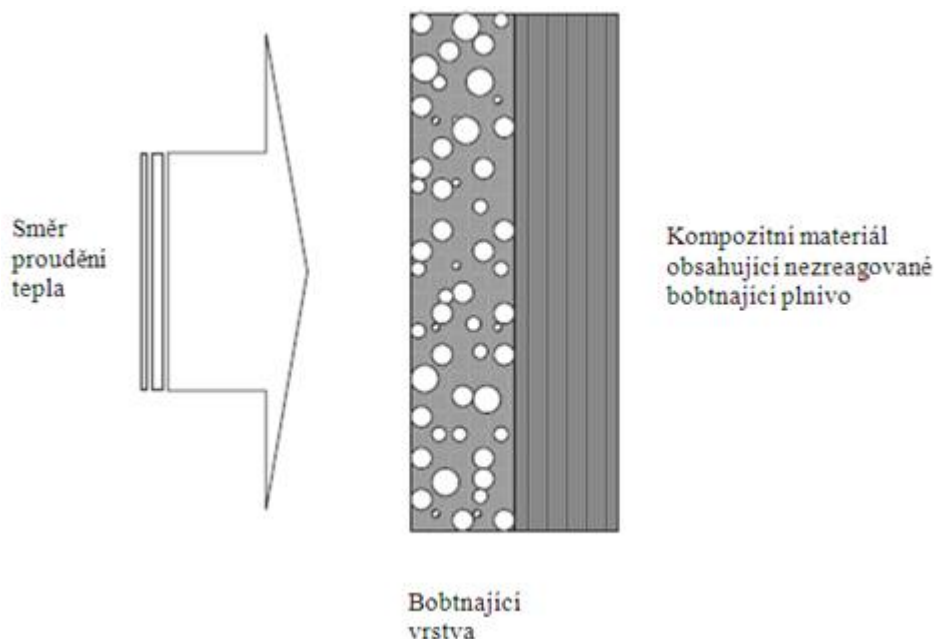 Směr
proudění
tepla
Kompozitní materiál
obsahující nezreagované
bobtnající plnivo
Bobtnající
vrstva